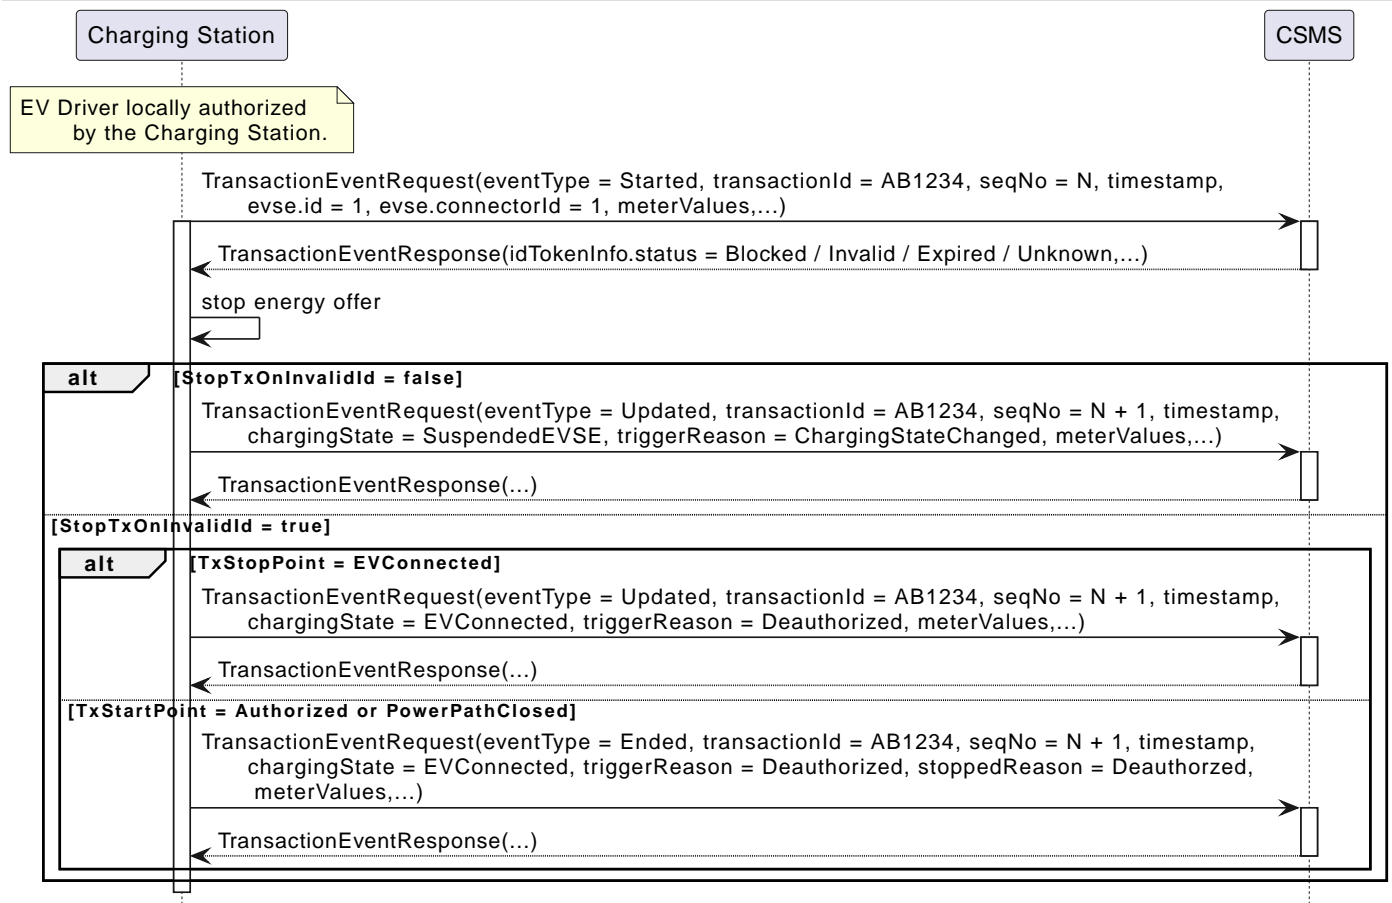 Charging Station
CSMS
EV Driver locally authorized
by the Charging Station.
TransactionEventRequest(eventType = Started, transactionId = AB1234, seqNo = N, timestamp,
evse.id = 1, evse.connectorId = 1, meterValues,...)
TransactionEventResponse(idTokenInfo.status = Blocked / Invalid / Expired / Unknown,...)
stop energy offer
alt [StopTxOnInvalidId = false]
TransactionEventRequest(eventType = Updated, transactionId = AB1234, seqNo = N + 1, timestamp,
chargingState = SuspendedEVSE, triggerReason = ChargingStateChanged, meterValues,...)
TransactionEventResponse(...)
[StopTxOnInvalidId = true]
alt [TxStopPoint = EVConnected]
TransactionEventRequest(eventType = Updated, transactionId = AB1234, seqNo = N + 1, timestamp,
chargingState = EVConnected, triggerReason = Deauthorized, meterValues,...)
TransactionEventResponse(...)
[TxStartPoint = Authorized or PowerPathClosed]
TransactionEventRequest(eventType = Ended, transactionId = AB1234, seqNo = N + 1, timestamp,
chargingState = EVConnected, triggerReason = Deauthorized, stoppedReason = Deauthorzed,
meterValues,...)
TransactionEventResponse(...)